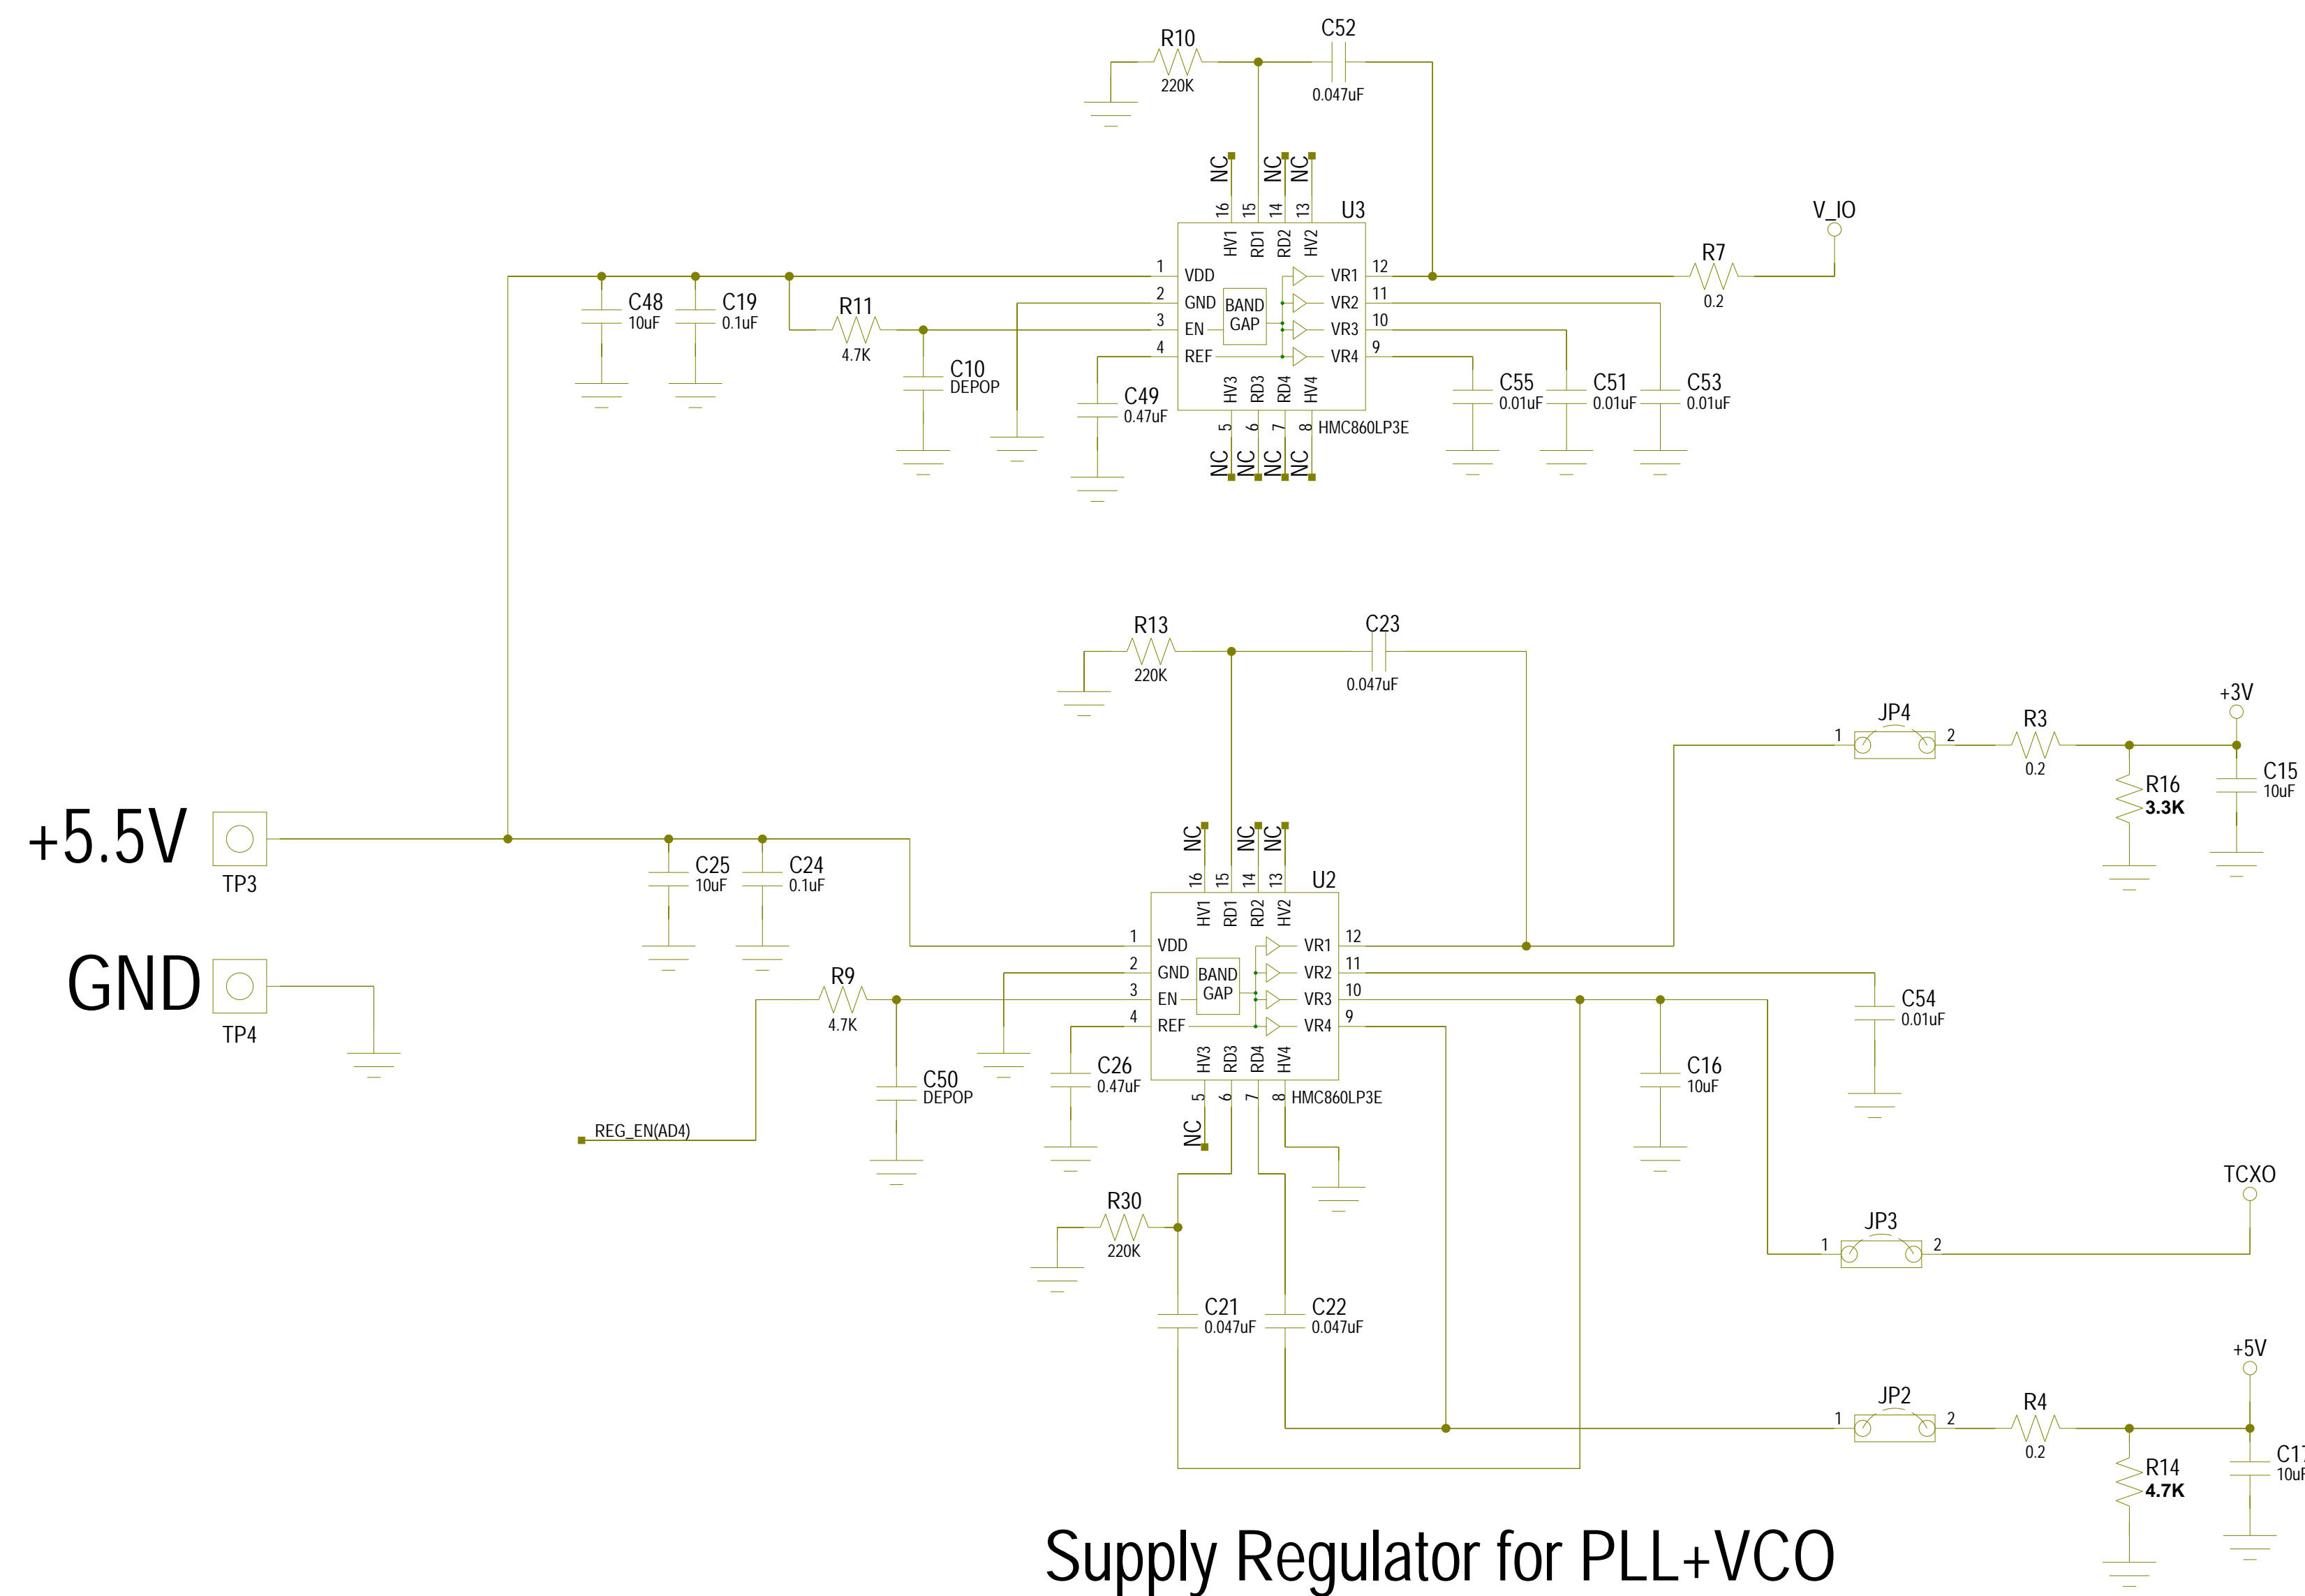 C52
R10
220K
0.047uF
NC
NC
NC
16
15
14
13
U3
HV1
RD1
RD2
HV2
V_IO
R7
0.2
1
VDD
VR1
12
2
GND
BAND
GAP
VR2
11
3
EN
VR3
10
4
REF
VR4
9
C48
10uF
C19
0.1uF
R11
4.7K
C10
DEPOP
C49
0.47uF
HV3
RD3
RD4
HV4
5
6
7
8
HMC860LP3E
NC
NC
NC
NC
C55
0.01uF
C51
0.01uF
C53
0.01uF
R13
220K
C23
0.047uF
+3V
JP4
1
2
R3
0.2
R16
3.3K
C15
10uF
+5.5V
TP3
C25
10uF
C24
0.1uF
NC
NC
NC
16
15
14
13
U2
HV1
RD1
RD2
HV2
1
VDD
VR1
12
2
GND
BAND
GAP
VR2
11
3
EN
VR3
10
4
REF
VR4
9
GND
TP4
R9
4.7K
C50
DEPOP
C26
0.47uF
HV3
RD3
RD4
HV4
5
6
7
8
HMC860LP3E
NC
REG_EN(AD4)
C54
0.01uF
C16
10uF
R30
220K
TCXO
JP3
1
2
C21
0.047uF
C22
0.047uF
+5V
JP2
1
2
R4
0.2
R14
4.7K
10uF
Supply Regulator for PLL+VCO